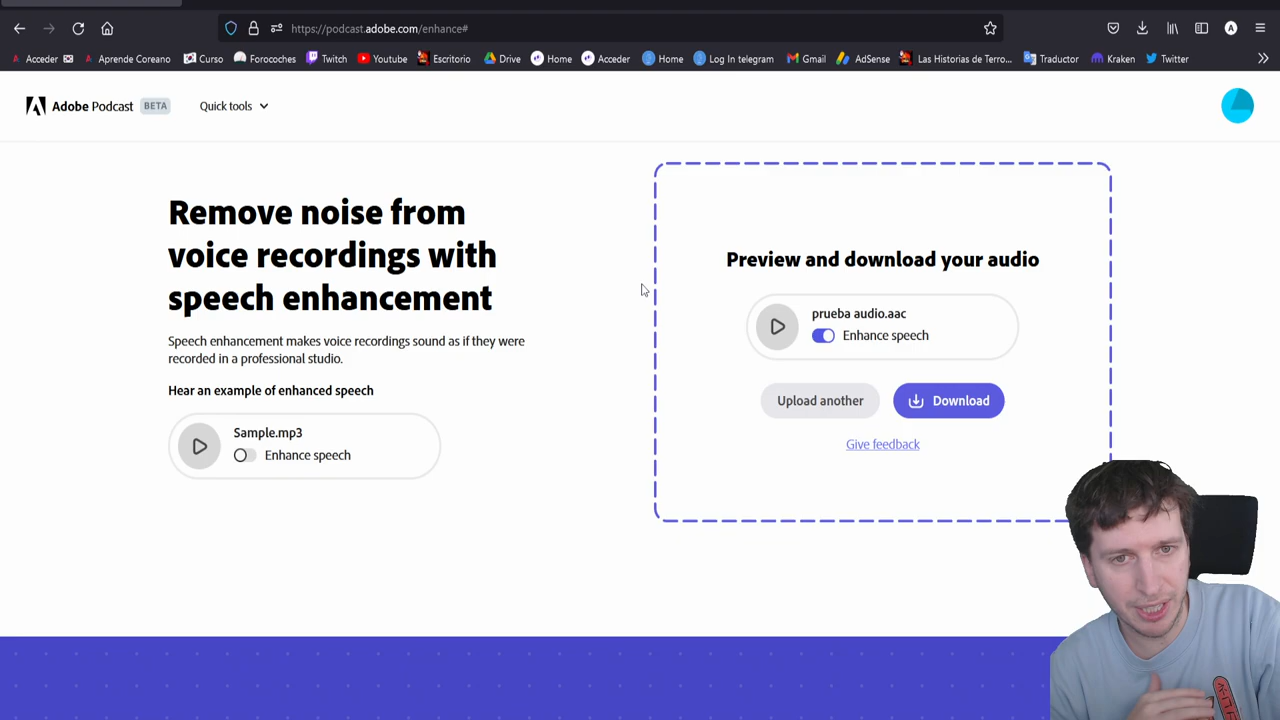 https://podcast.adobe.com/enhance#
Acceder
Aprende Coreano
Curso
Forocoches
Twitch
Youtube
Escritorio
Drive
Home
Acceder
Home
Log In telegram
Gmail
AdSense
Las Historias de Terro...
Traductor
Kraken
Twitter
Adobe Podcast BETA
Quick tools
A
Remove noise from
voice recordings with
speech enhancement
Speech enhancement makes voice recordings sound as if they were
recorded in a professional studio.
Hear an example of enhanced speech
Sample.mp3
Enhance speech
Preview and download your audio
prueba audio.aac
Enhance speech
Upload another
Download
Give feedback